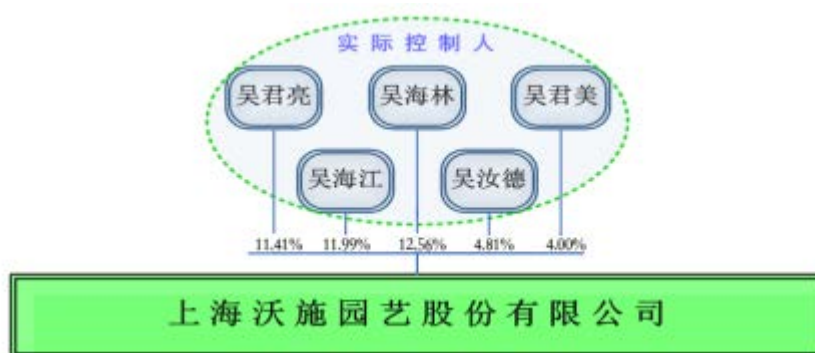 实际控制人
吴君亮 吴海林 吴君美
吴海江 吴汝德
11.41% 11.99% 12.56% 4.81% 4.00%
上海沃施园艺股份有限公司